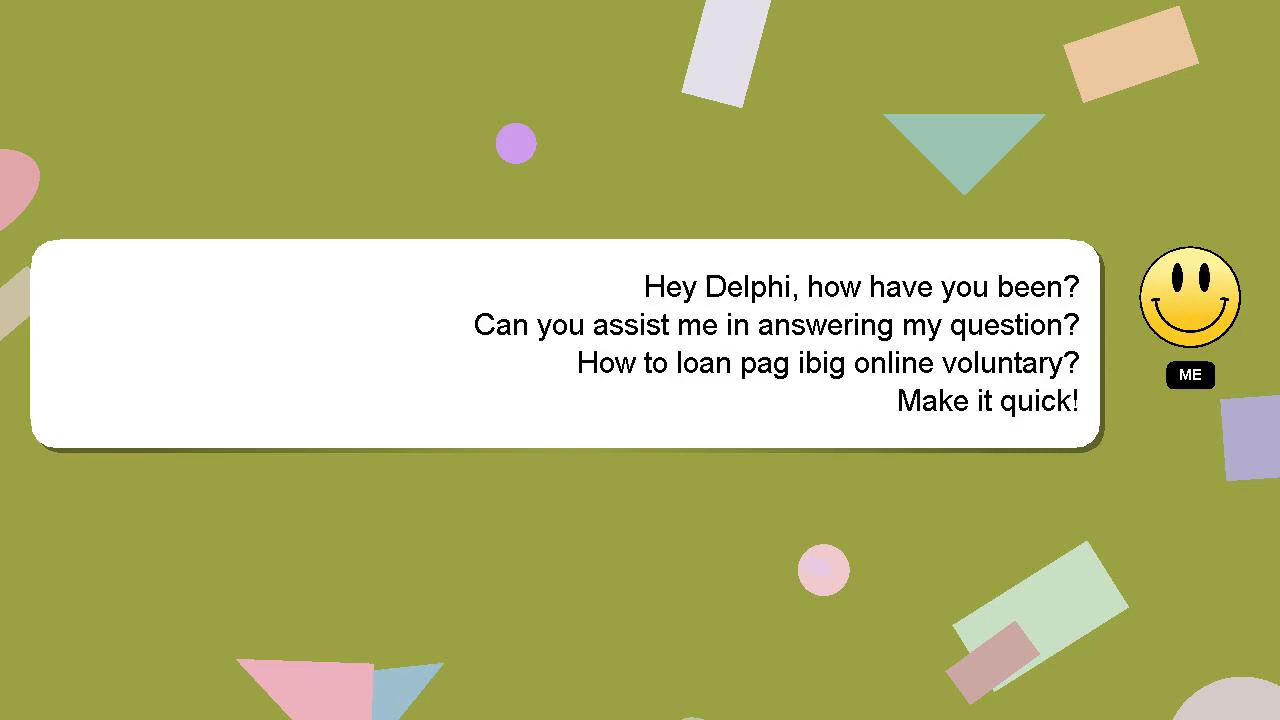 Hey Delphi, how have you been?
Can you assist me in answering my question?
How to loan pag ibig online voluntary?
Make it quick!
ME